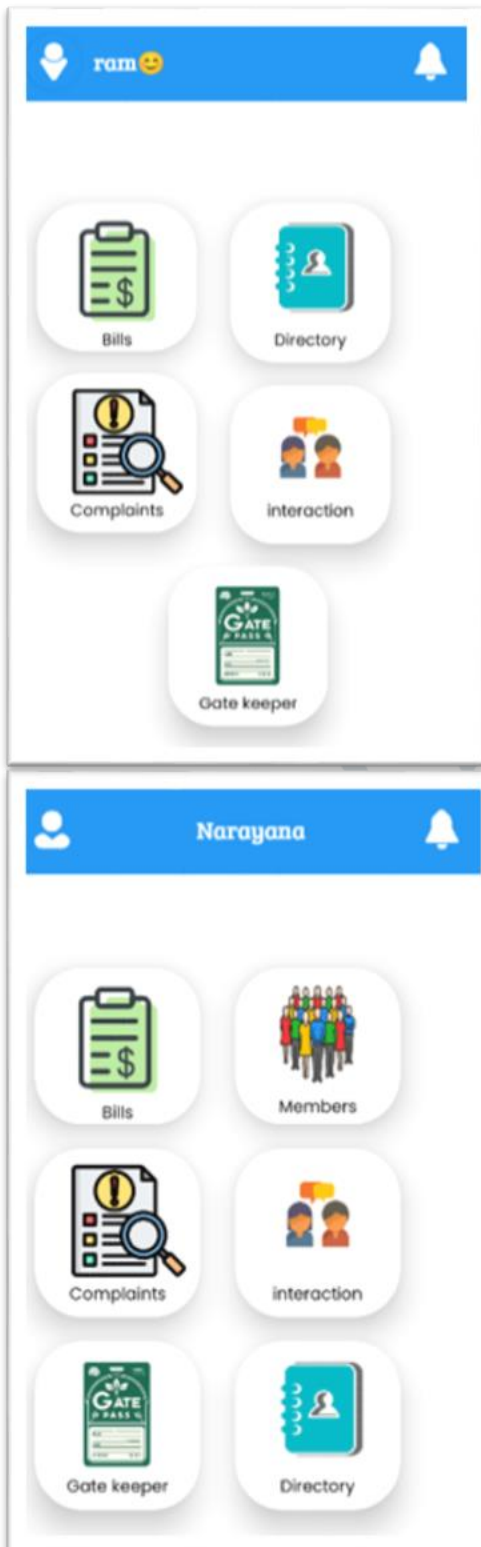 ram😊
Bills
Directory
Complaints
interaction
GATE
PASS
Gate keeper
Narayana
Bills
Members
Complaints
interaction
GATE
PASS
Gate keeper
Directory